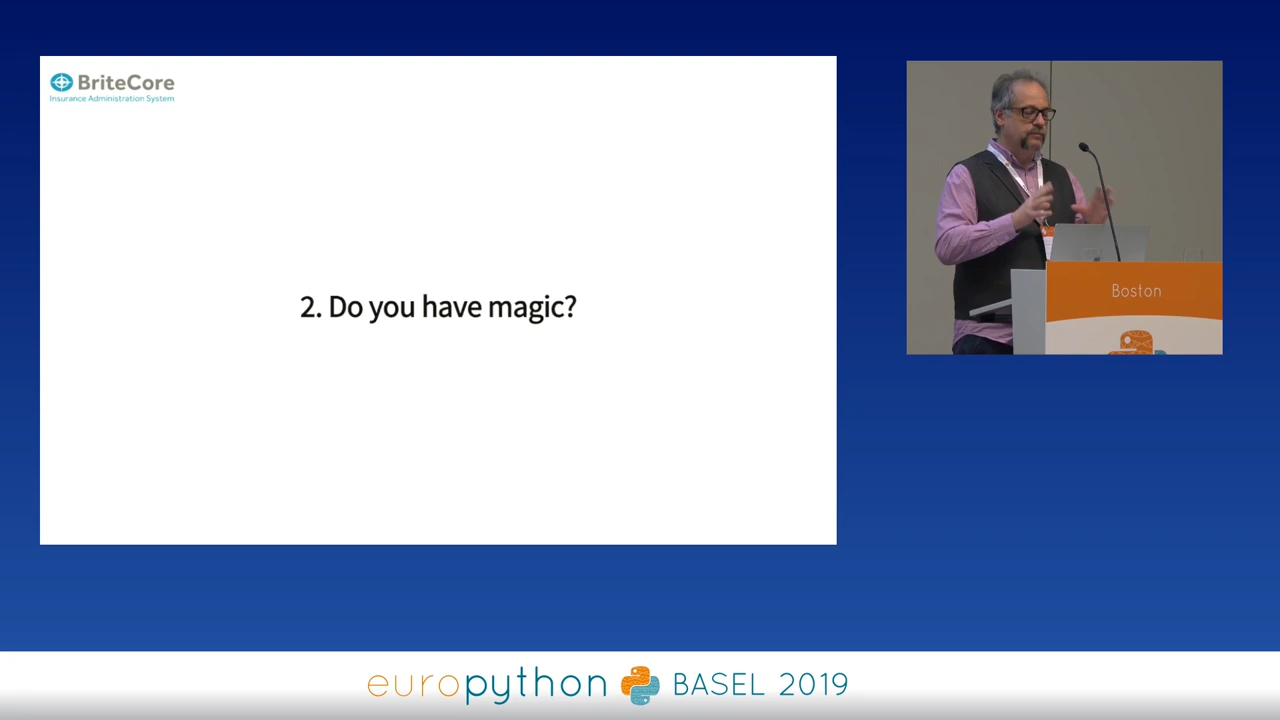 BriteCore
Insurance Administration System
2. Do you have magic?
Boston
europython BASEL 2019